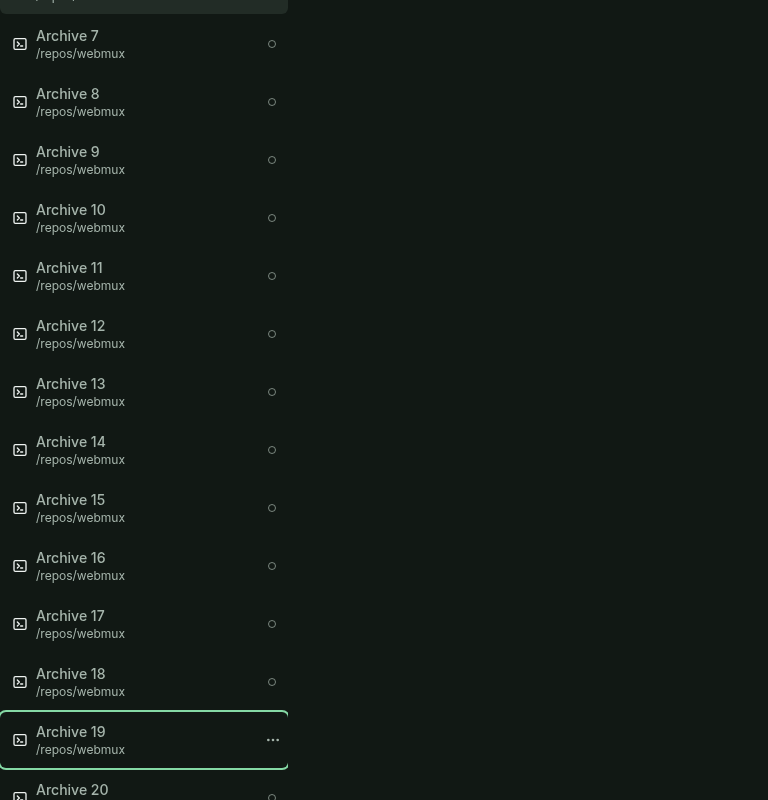 Archive 7
/repos/webmux
Archive 8
/repos/webmux
Archive 9
/repos/webmux
Archive 10
/repos/webmux
Archive 11
/repos/webmux
Archive 12
/repos/webmux
Archive 13
/repos/webmux
Archive 14
/repos/webmux
Archive 15
/repos/webmux
Archive 16
/repos/webmux
Archive 17
/repos/webmux
Archive 18
/repos/webmux
Archive 19
/repos/webmux
Archive 20